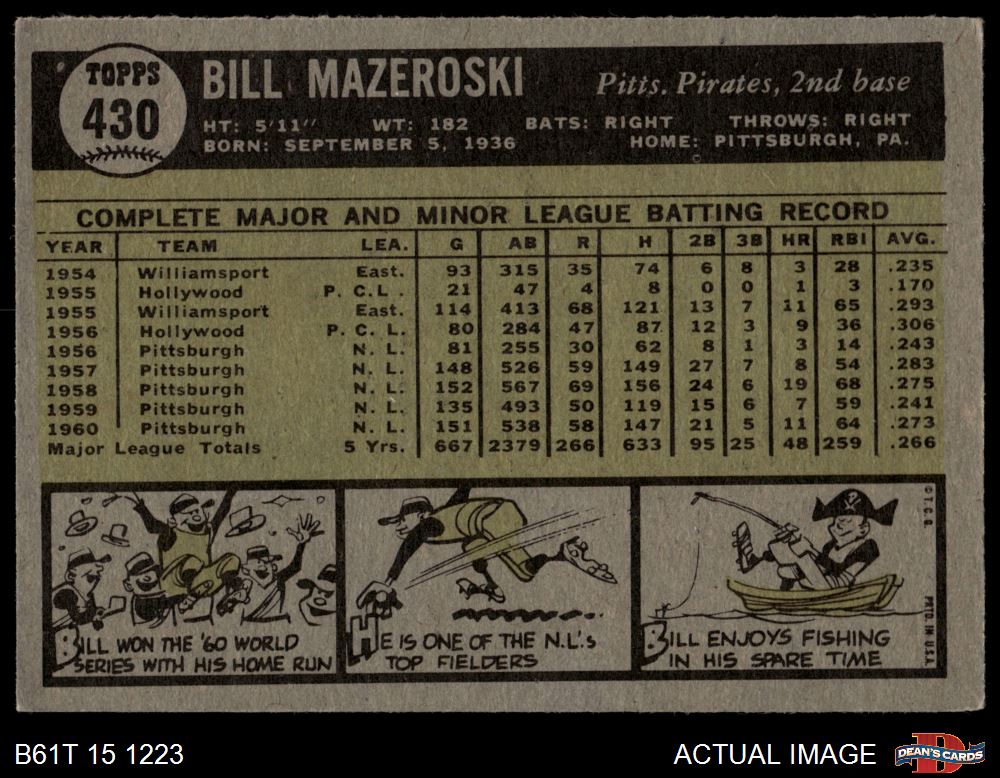 TOPPS
430
BILL MAZEROSKI
Pitts. Pirates, 2nd base
HT: 5'11" WT: 182 BATS: RIGHT THROWS: RIGHT
BORN: SEPTEMBER 5, 1936 HOME: PITTSBURGH, PA.
COMPLETE MAJOR AND MINOR LEAGUE BATTING RECORD
YEAR TEAM LEA. G AB R H 2B 3B HR RBI AVG.
1954 Williamsport East. 93 315 35 74 6 8 3 28 .235
1955 Hollywood P. C.L. 21 47 4 8 0 0 1 3 .170
1955 Williamsport East. 114 413 68 121 13 7 11 65 .293
1956 Hollywood P. C. L. 80 284 47 87 12 3 9 36 .306
1956 Pittsburgh N. L. 81 255 30 62 8 1 3 14 .243
1957 Pittsburgh N. L. 148 526 59 149 27 7 8 54 .283
1958 Pittsburgh N. L. 152 567 69 156 24 6 19 68 .275
1959 Pittsburgh N. L. 135 493 50 119 15 6 7 59 .241
1960 Pittsburgh N. L. 151 538 58 147 21 5 11 64 .273
Major League Totals 5 Yrs. 667 2379 266 633 95 25 48 259 .266
BILL WON THE '60 WORLD
SERIES WITH HIS HOME RUN
HE IS ONE OF THE N.L.'s
TOP FIELDERS
BILL ENJOYS FISHING
IN HIS SPARE TIME
© T.C.G. PRTD. IN U.S.A.
B61T 15 1223
ACTUAL IMAGE
DEAN'S CARDS